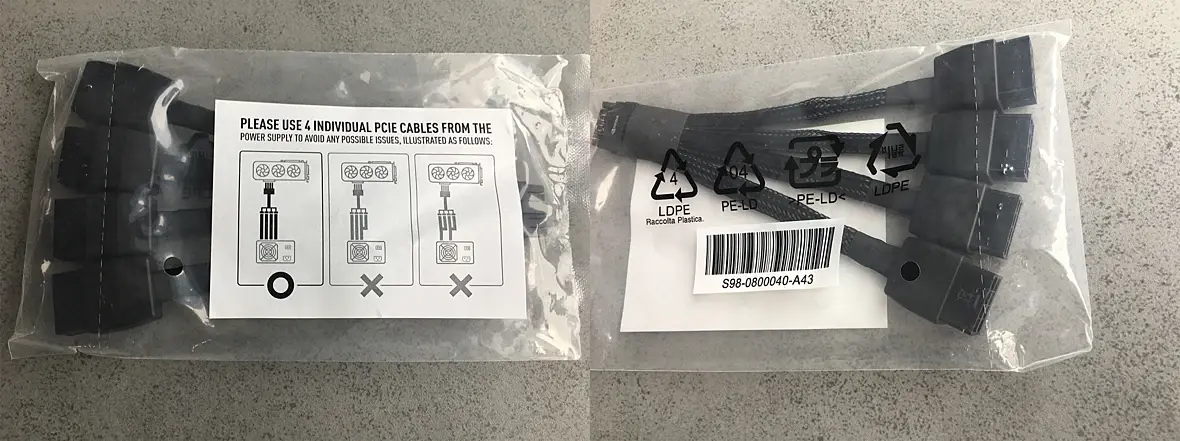 PLEASE USE 4 INDIVIDUAL PCIE CABLES FROM THE
POWER SUPPLY TO AVOID ANY POSSIBLE ISSUES, ILLUSTRATED AS FOLLOWS:
4
LDPE
Raccolta Plastica.
04
PE-LD
>PE-LD<
LDPE
S98-0800040-A43